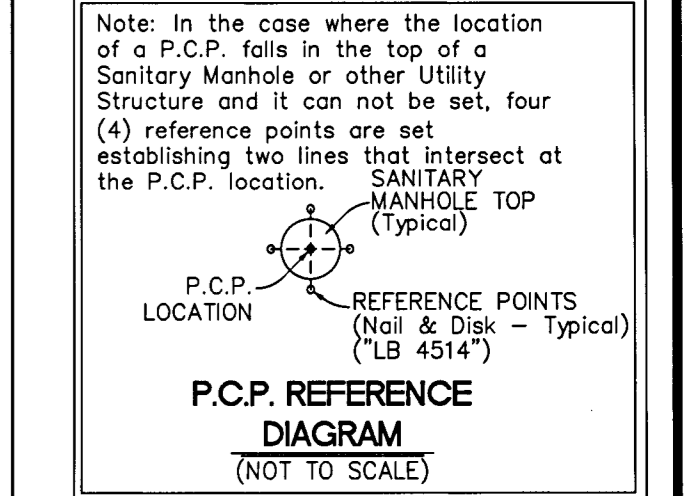 Note: In the case where the location
of a P.C.P. falls in the top of a
Sanitary Manhole or other Utility
Structure and it can not be set, four
(4) reference points are set
establishing two lines that intersect at
the P.C.P. location.
SANITARY
MANHOLE TOP
(Typical)
P.C.P.
LOCATION
REFERENCE POINTS
(Nail & Disk – Typical)
("LB 4514")
P.C.P. REFERENCE
DIAGRAM
(NOT TO SCALE)